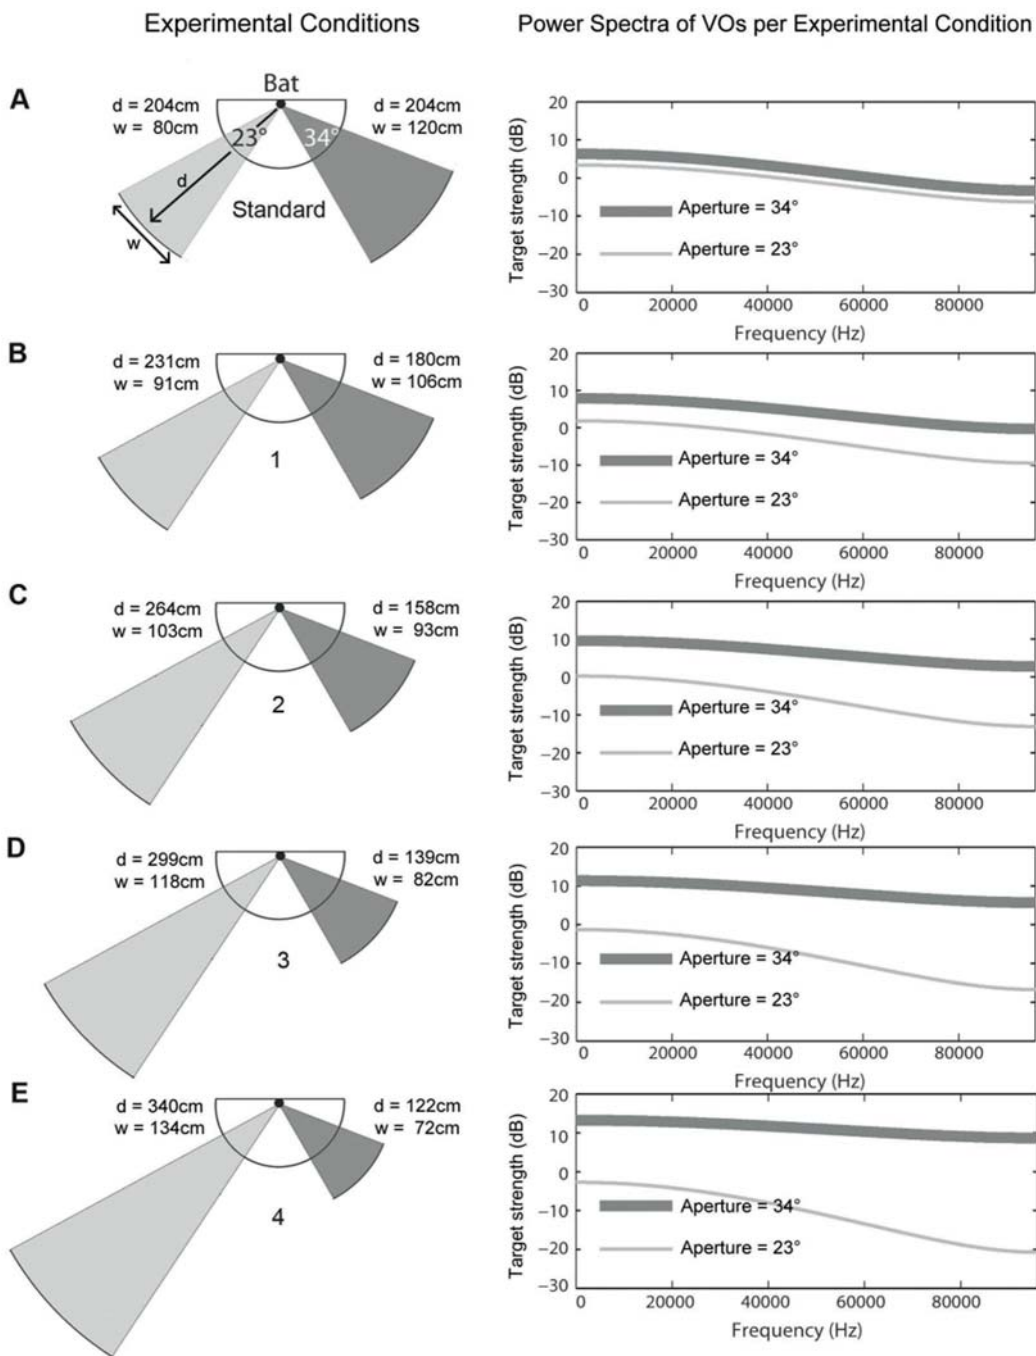 Experimental Conditions
Power Spectra of VOs per Experimental Condition
A
Bat
d = 204cm
w = 80cm
d = 204cm
w = 120cm
23°
34°
d
w
Standard
20
10
0
−10
−20
−30
Target strength (dB)
Aperture = 34°
Aperture = 23°
0 20000 40000 60000 80000
Frequency (Hz)
B
d = 231cm
w = 91cm
d = 180cm
w = 106cm
1
20
10
0
−10
−20
−30
Target strength (dB)
Aperture = 34°
Aperture = 23°
0 20000 40000 60000 80000
Frequency (Hz)
C
d = 264cm
w = 103cm
d = 158cm
w = 93cm
2
20
10
0
−10
−20
−30
Target strength (dB)
Aperture = 34°
Aperture = 23°
0 20000 40000 60000 80000
Frequency (Hz)
D
d = 299cm
w = 118cm
d = 139cm
w = 82cm
3
20
10
0
−10
−20
−30
Target strength (dB)
Aperture = 34°
Aperture = 23°
0 20000 40000 60000 80000
Frequency (Hz)
E
d = 340cm
w = 134cm
d = 122cm
w = 72cm
4
20
10
0
−10
−20
−30
Target strength (dB)
Aperture = 34°
Aperture = 23°
0 20000 40000 60000 80000
Frequency (Hz)